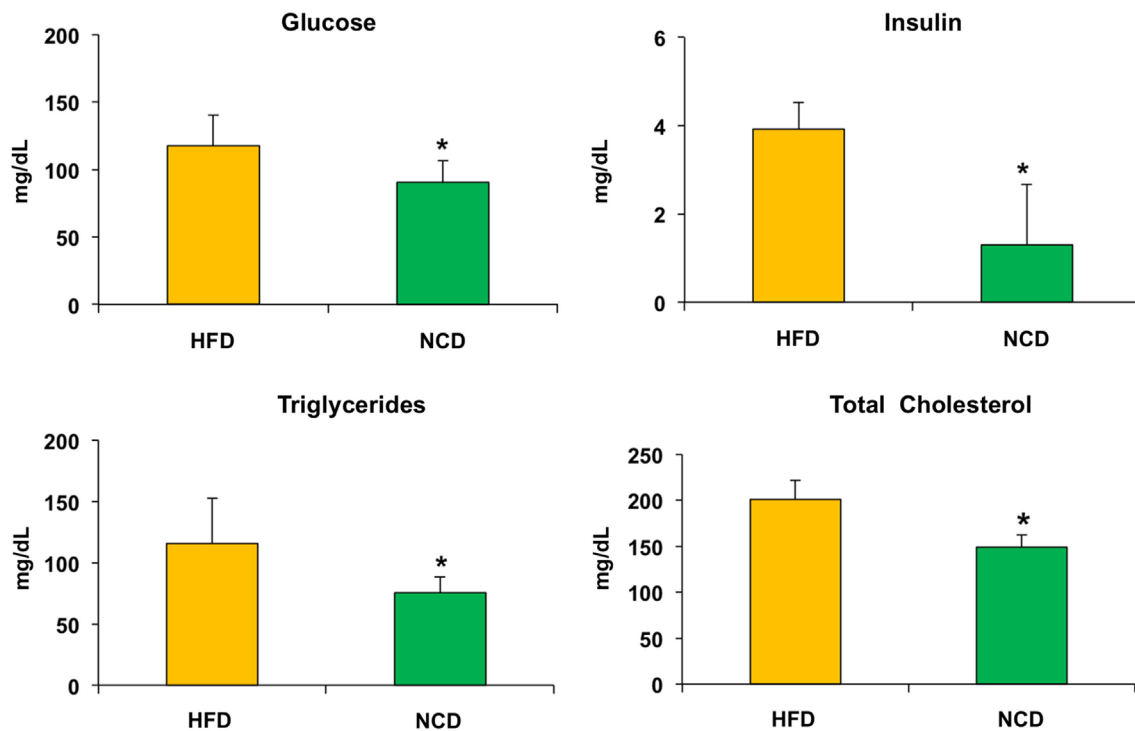 Glucose
200
150
100
50
0
mg/dL
*
HFD
NCD
Insulin
6
4
2
0
mg/dL
*
HFD
NCD
Triglycerides
200
150
100
50
0
mg/dL
*
HFD
NCD
Total Cholesterol
250
200
150
100
50
0
mg/dL
*
HFD
NCD